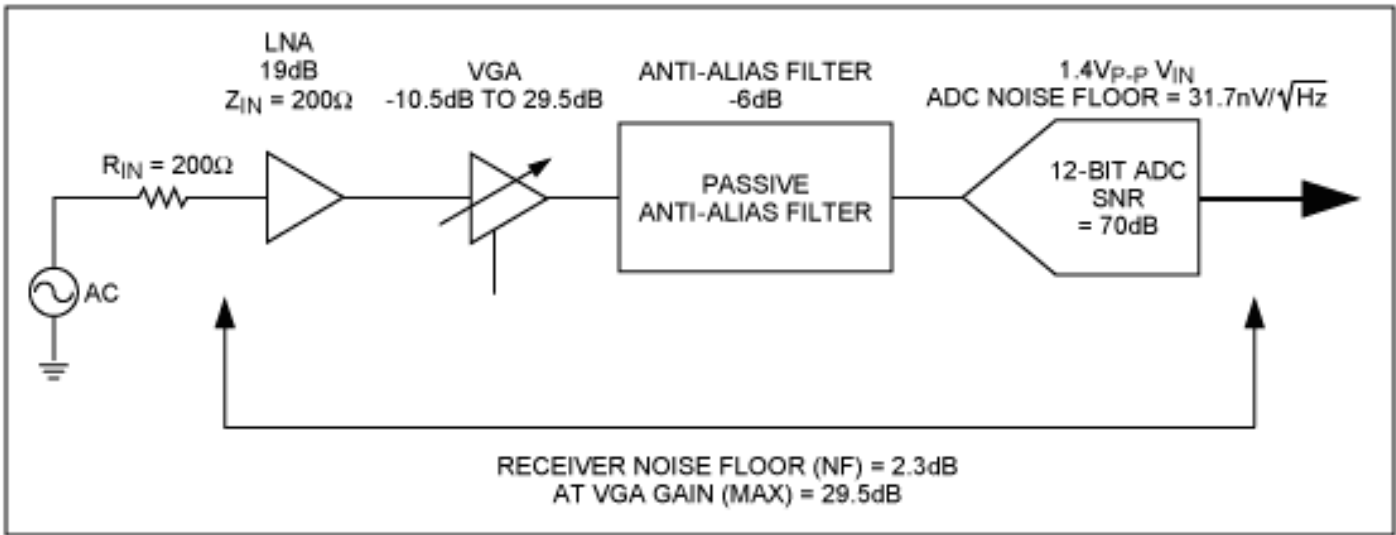 LNA
19dB
ZIN = 200Ω
VGA
-10.5dB TO 29.5dB
ANTI-ALIAS FILTER
-6dB
1.4VP-P VIN
ADC NOISE FLOOR = 31.7nV/√Hz
RIN = 200Ω
PASSIVE
ANTI-ALIAS FILTER
12-BIT ADC
SNR
= 70dB
AC
RECEIVER NOISE FLOOR (NF) = 2.3dB
AT VGA GAIN (MAX) = 29.5dB